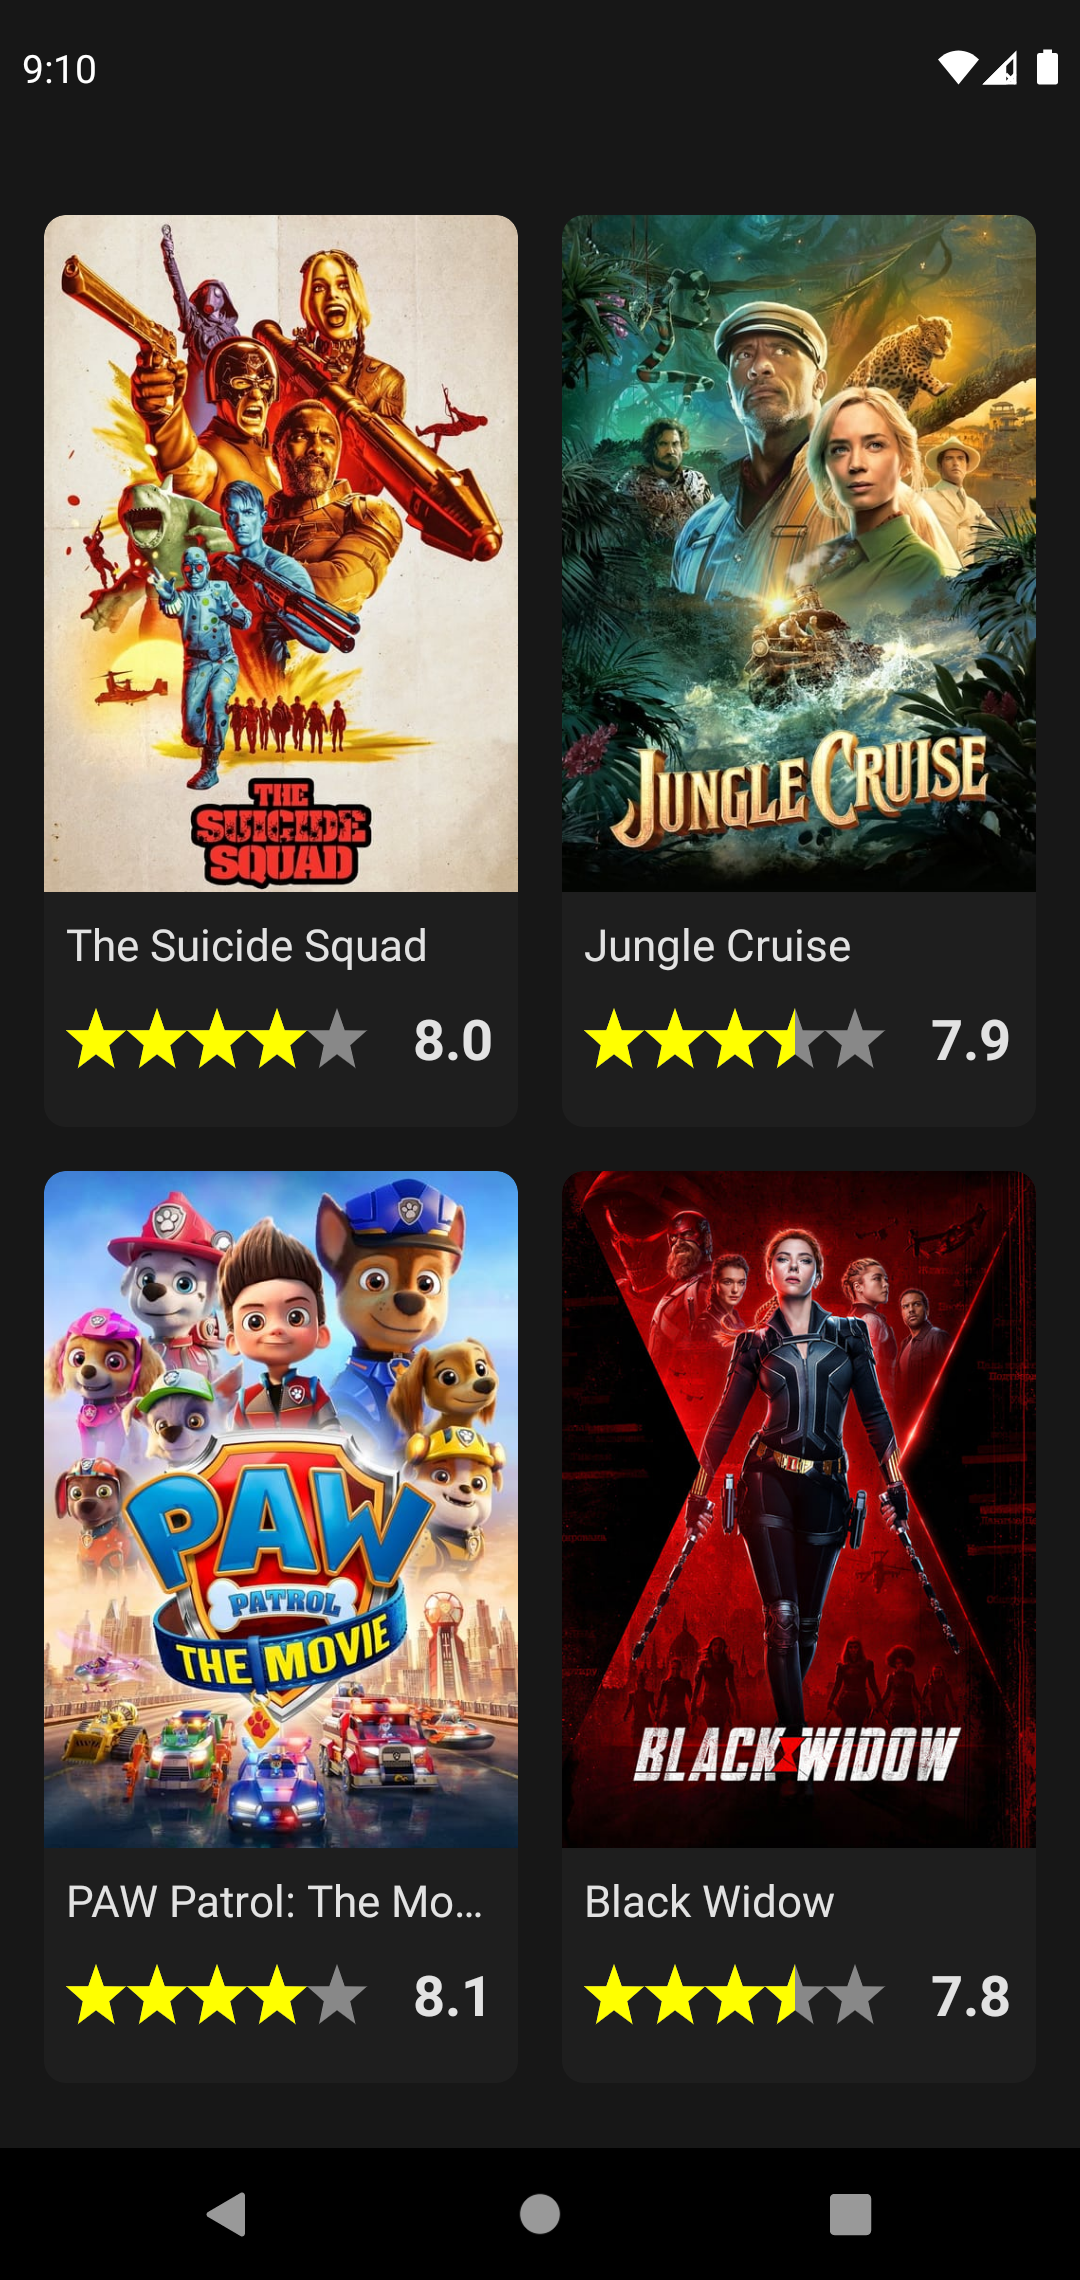 9:10
THE
SUICIDE
SQUAD
The Suicide Squad
8.0
JUNGLE CRUISE
Jungle Cruise
7.9
PAW
PATROL
THE MOVIE
PAW Patrol: The Mo...
8.1
BLACK WIDOW
Black Widow
7.8